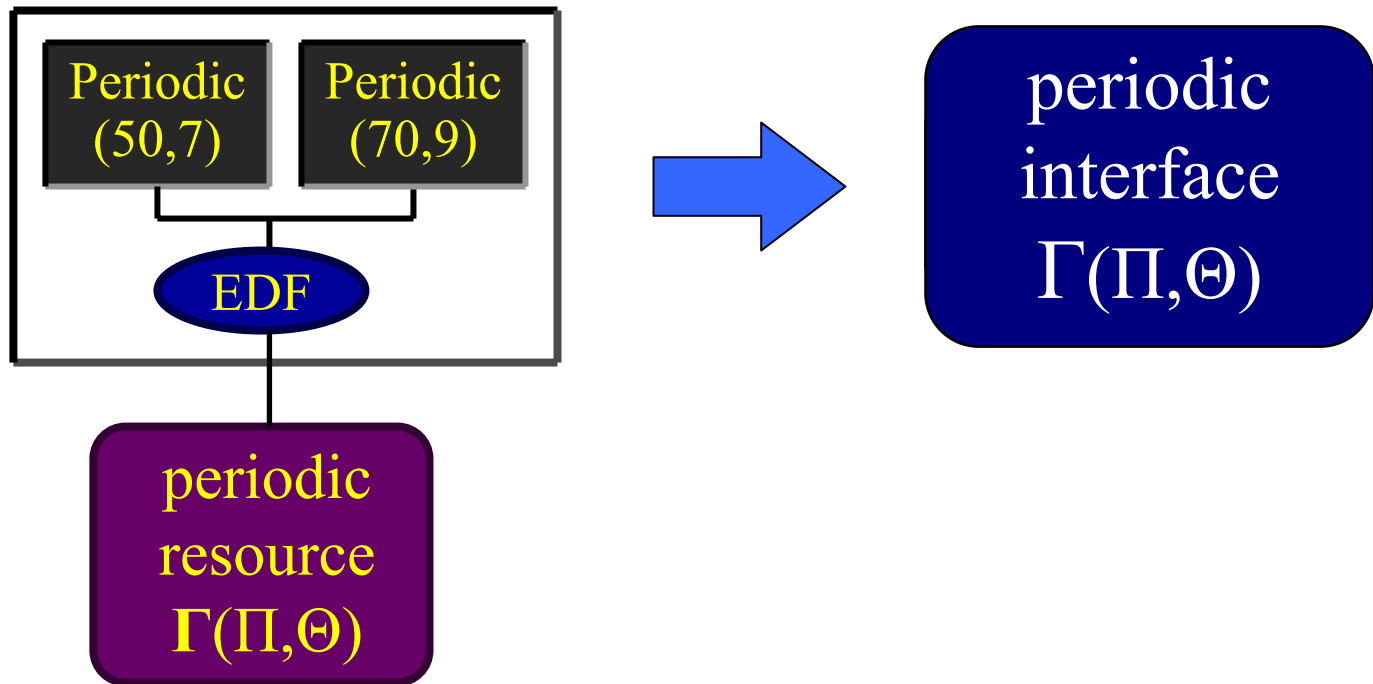 Periodic
(50,7)
Periodic
(70,9)
EDF
periodic
resource
Γ(Π,Θ)
periodic
interface
Γ(Π,Θ)